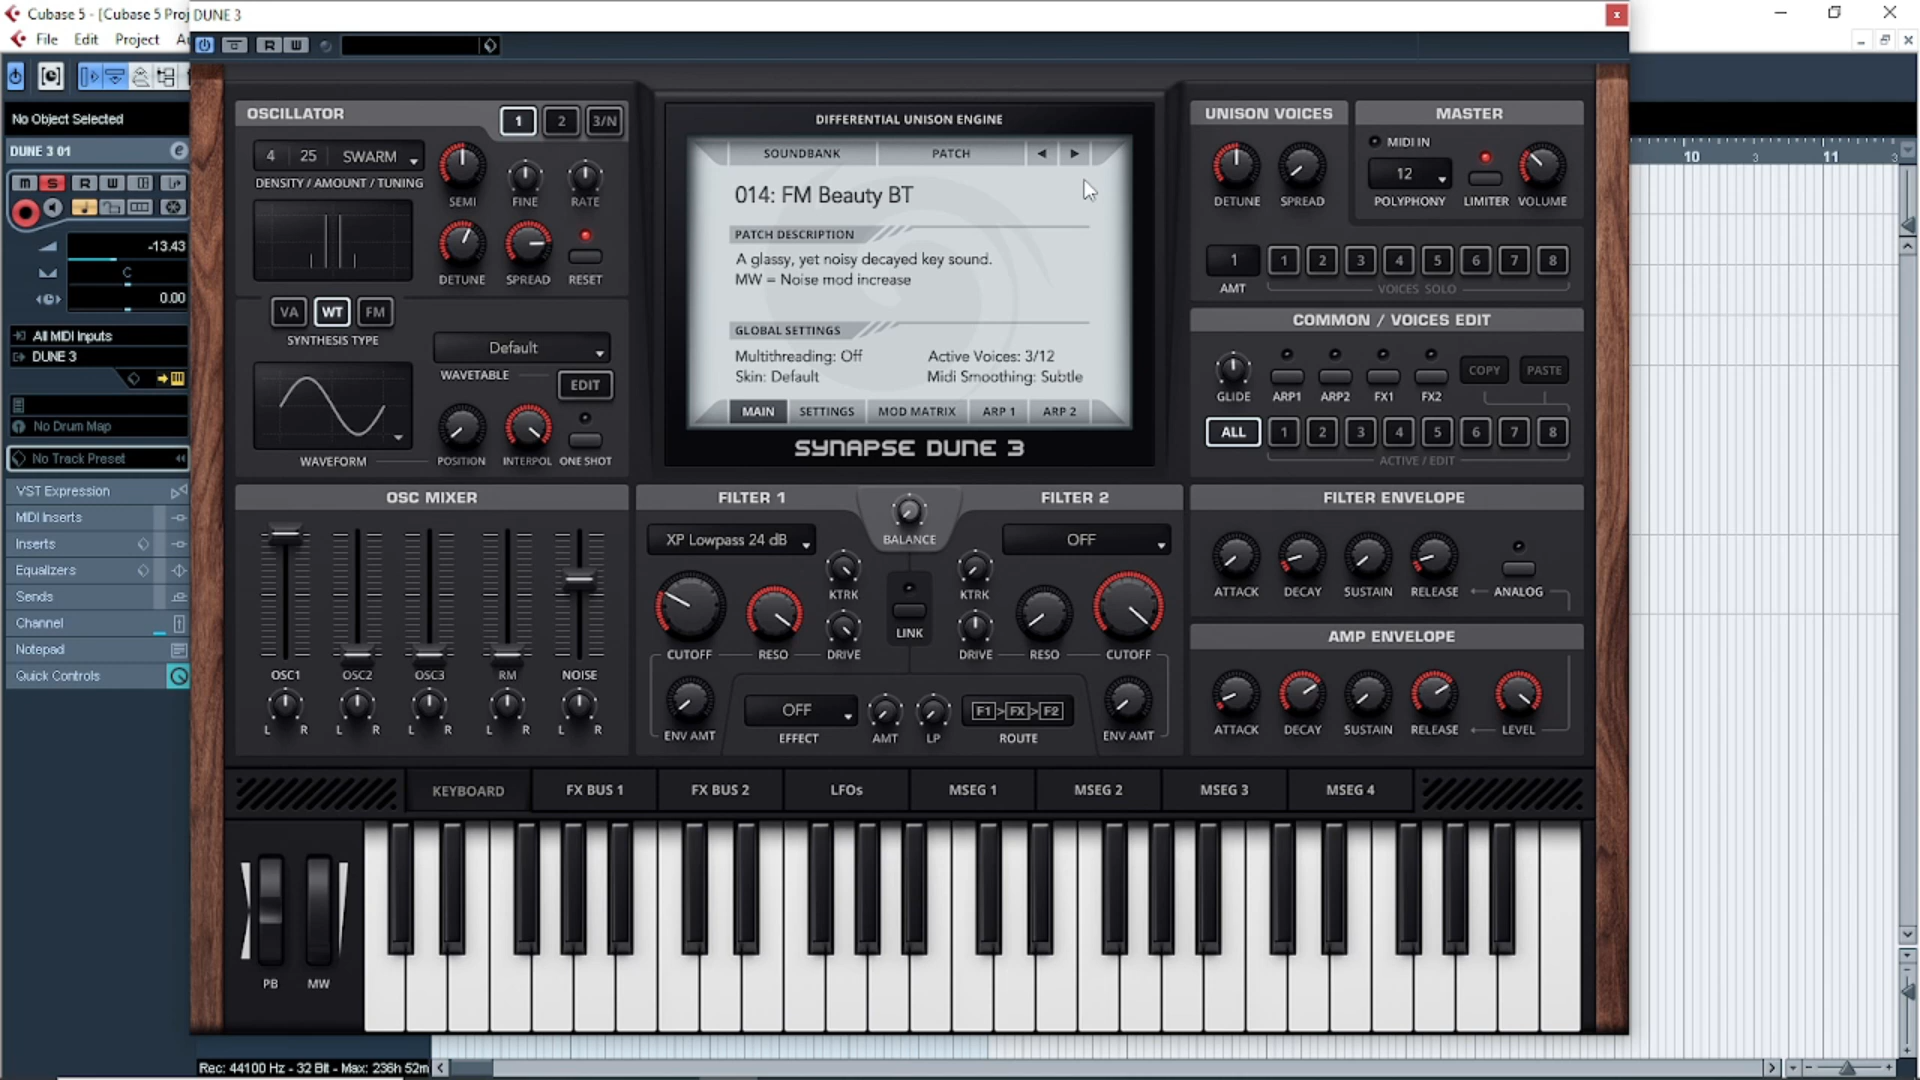 Cubase 5 - [Cubase 5 Proj
DUNE 3
File Edit Project
R W
No Object Selected
DUNE 3 01
M S R W
-13.43
C
0.00
All MIDI Inputs
DUNE 3
No Drum Map
No Track Preset
VST Expression
MIDI Inserts
Inserts
Equalizers
Sends
Channel
Notepad
Quick Controls
OSCILLATOR
1 2 3/N
4 25 SWARM
DENSITY / AMOUNT / TUNING
SEMI FINE RATE
DETUNE SPREAD RESET
VA WT FM
SYNTHESIS TYPE
Default
WAVETABLE
EDIT
WAVEFORM
POSITION INTERPOL ONE SHOT
DIFFERENTIAL UNISON ENGINE
SOUNDBANK PATCH
014: FM Beauty BT
PATCH DESCRIPTION
A glassy, yet noisy decayed key sound.
MW = Noise mod increase
GLOBAL SETTINGS
Multithreading: Off Active Voices: 3/12
Skin: Default Midi Smoothing: Subtle
MAIN SETTINGS MOD MATRIX ARP 1 ARP 2
SYNAPSE DUNE 3
UNISON VOICES
DETUNE SPREAD
MASTER
MIDI IN
12
POLYPHONY LIMITER VOLUME
1 1 2 3 4 5 6 7 8
AMT VOICES SOLO
COMMON / VOICES EDIT
COPY PASTE
GLIDE ARP1 ARP2 FX1 FX2
ALL 1 2 3 4 5 6 7 8
ACTIVE / EDIT
OSC MIXER
OSC1 OSC2 OSC3 RM NOISE
L R L R L R L R L R
FILTER 1
BALANCE
FILTER 2
XP Lowpass 24 dB
OFF
KTRK KTRK
LINK
CUTOFF RESO DRIVE DRIVE RESO CUTOFF
OFF
F1>FX>F2
ENV AMT EFFECT AMT LP ROUTE ENV AMT
FILTER ENVELOPE
ATTACK DECAY SUSTAIN RELEASE ANALOG
AMP ENVELOPE
ATTACK DECAY SUSTAIN RELEASE LEVEL
KEYBOARD FX BUS 1 FX BUS 2 LFOs MSEG 1 MSEG 2 MSEG 3 MSEG 4
PB MW
10 11
Rec: 44100 Hz - 32 Bit - Max: 236h 52m